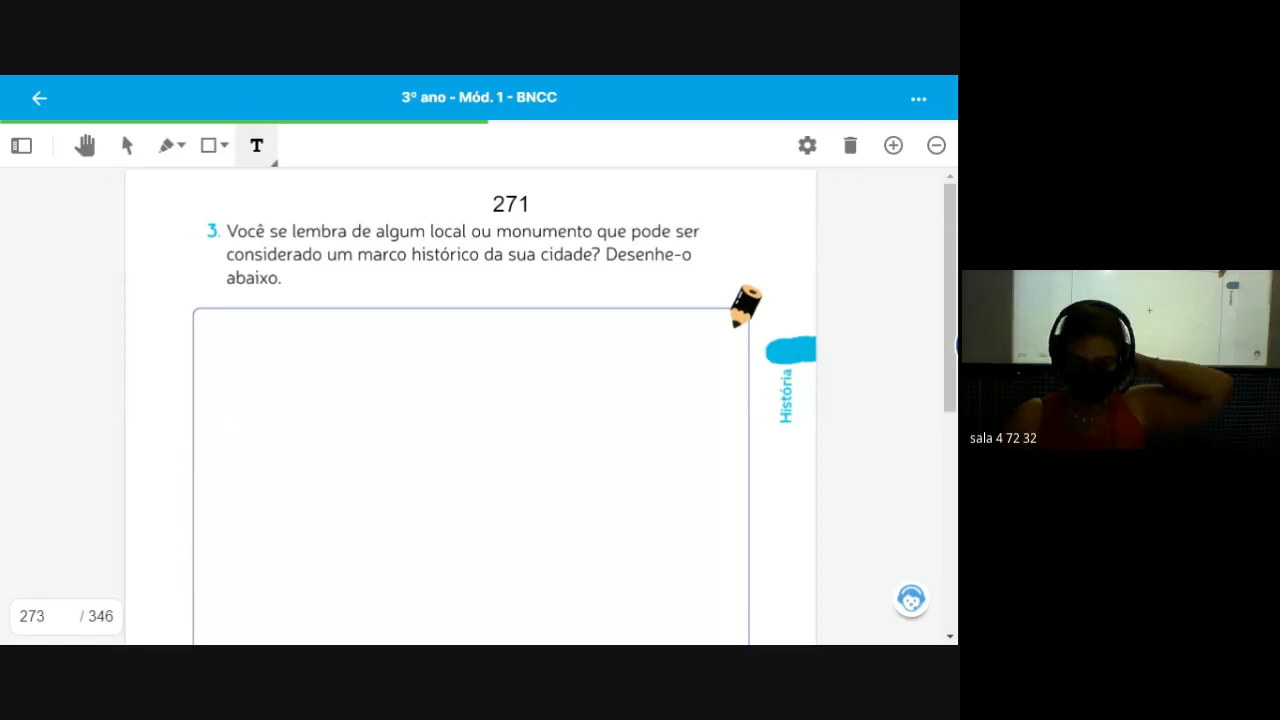 3º ano - Mód. 1 - BNCC
T
271
3. Você se lembra de algum local ou monumento que pode ser
considerado um marco histórico da sua cidade? Desenhe-o
abaixo.
História
273 / 346
sala 4 72 32